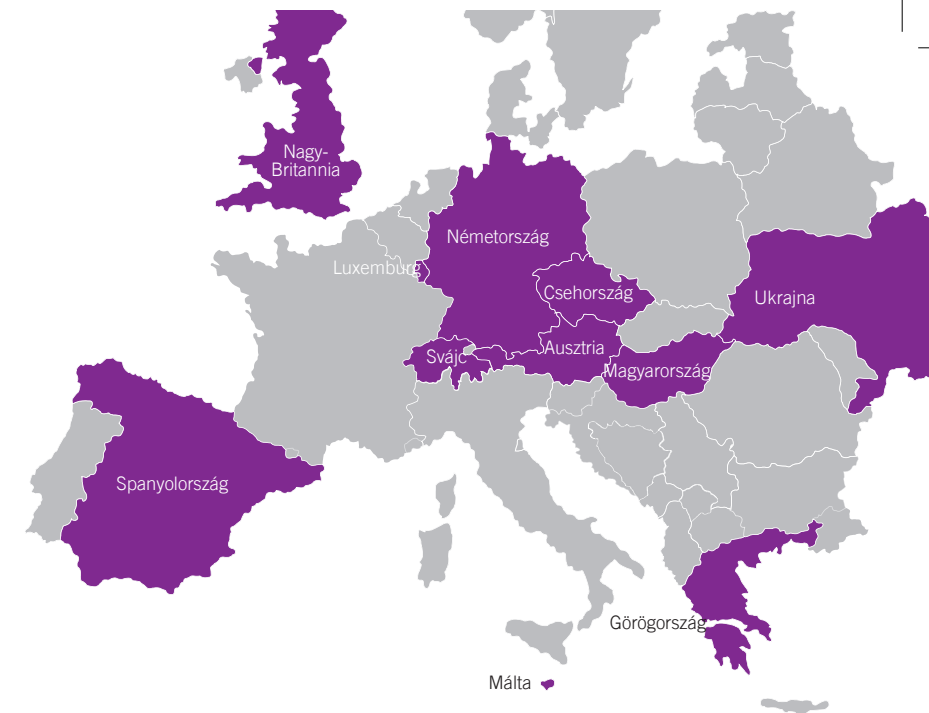 Nagy-
Britannia
Németország
Luxemburg
Csehország
Ukrajna
Svájc
Ausztria
Magyarország
Spanyolország
Görögország
Málta